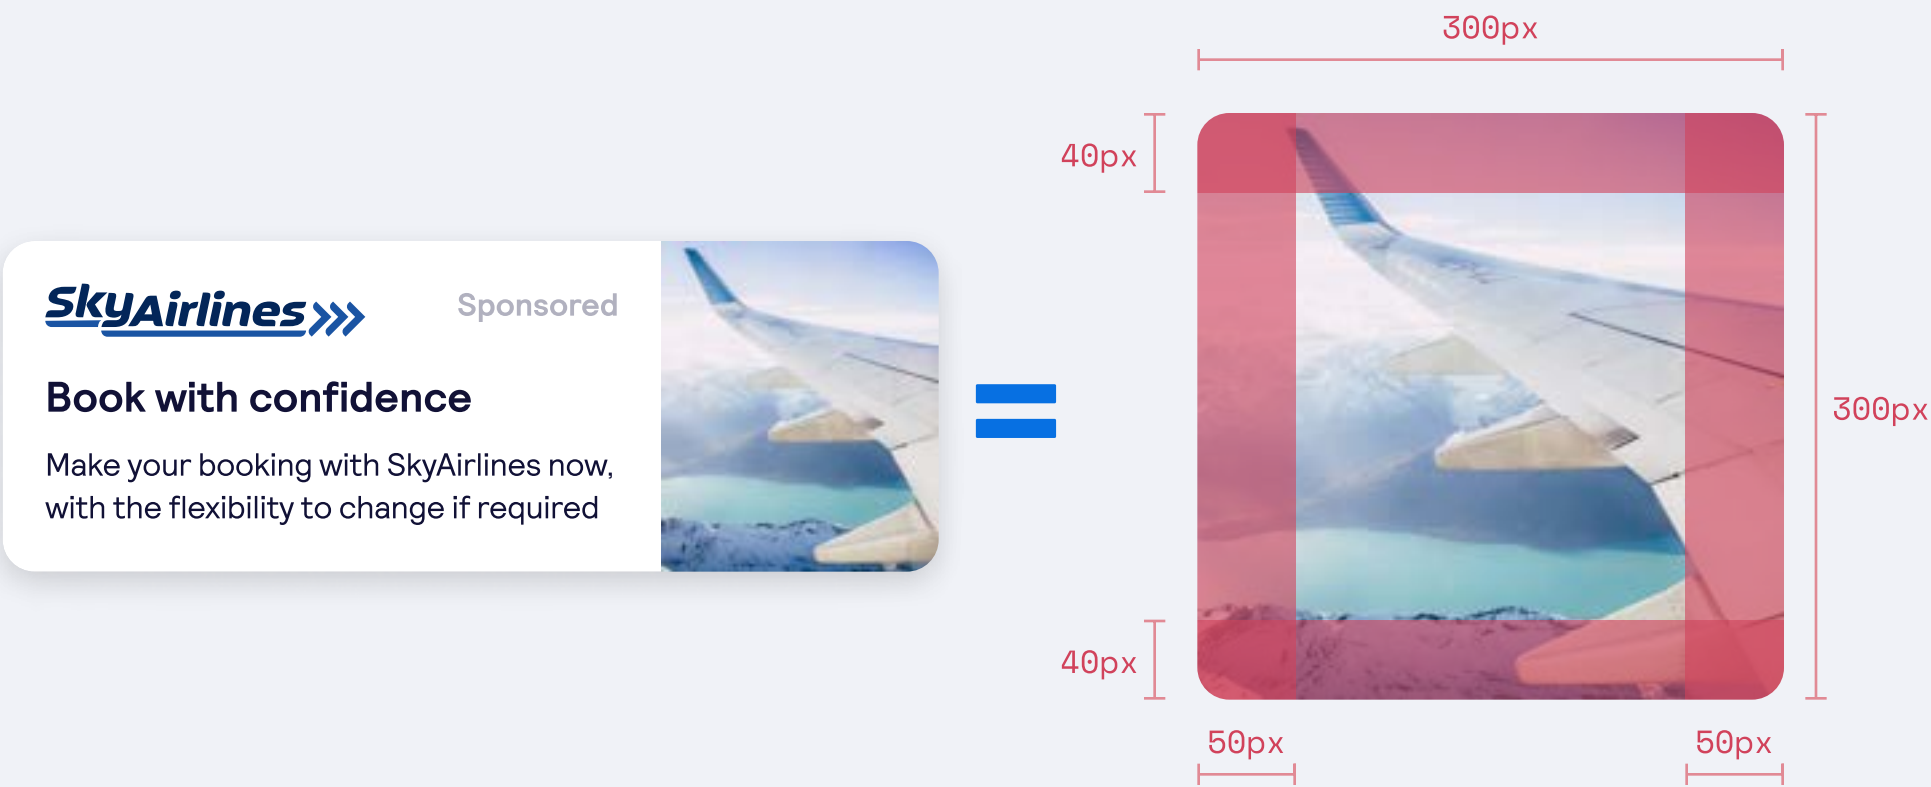 SkyAirlines
Sponsored
Book with confidence
Make your booking with SkyAirlines now,
with the flexibility to change if required
300px
40px
300px
40px
50px
50px